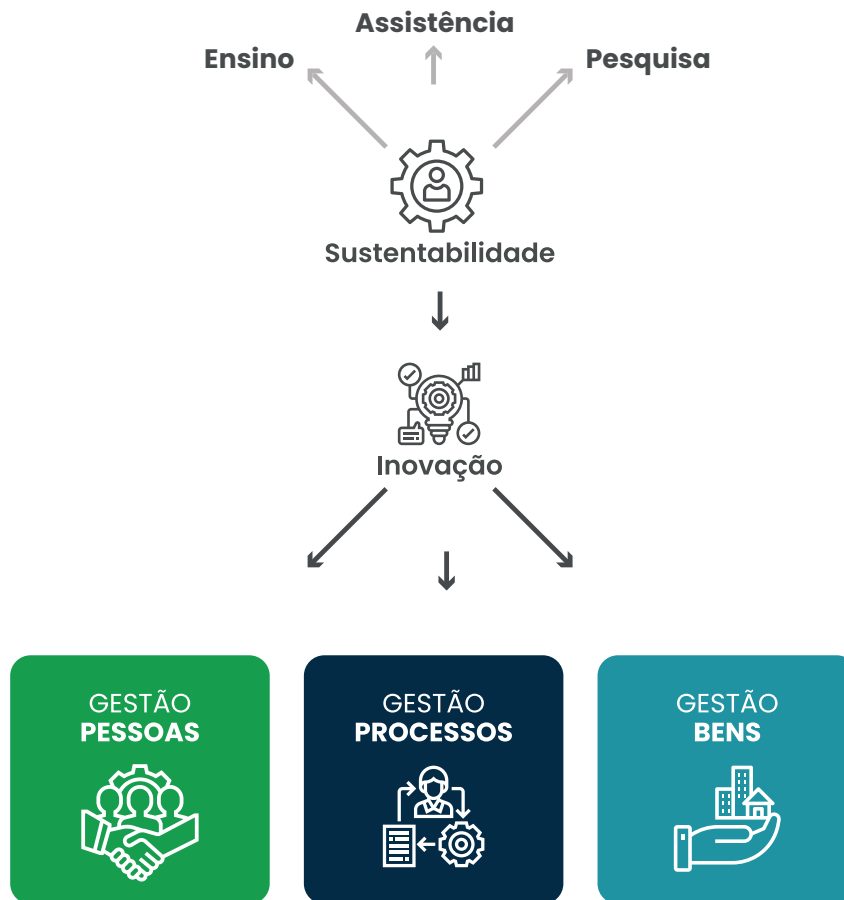 Assistência
Ensino
Pesquisa
Sustentabilidade
Inovação
GESTÃO
PESSOAS
GESTÃO
PROCESSOS
GESTÃO
BENS